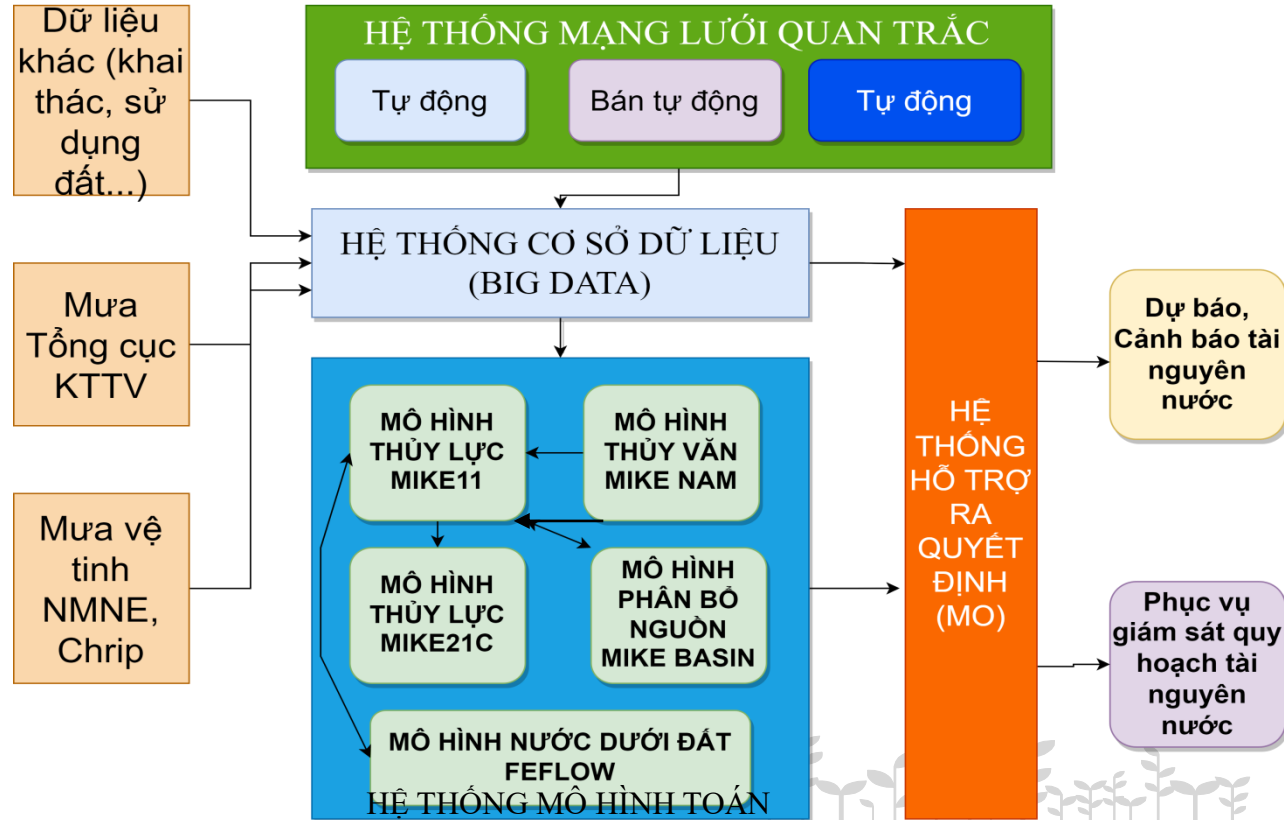 Dữ liệu
khác (khai
thác, sử
dụng
đất...)
HỆ THỐNG MẠNG LƯỚI QUAN TRẮC
Tự động
Bán tự động
Tự động
HỆ THỐNG CƠ SỞ DỮ LIỆU
(BIG DATA)
Mưa
Tổng cục
KTTV
Mưa vệ
tinh
NMNE,
Chrip
MÔ HÌNH
THỦY LỰC
MIKE11
MÔ HÌNH
THỦY VĂN
MIKE NAM
MÔ HÌNH
THỦY LỰC
MIKE21C
MÔ HÌNH
PHÂN BỎ
NGUỒN
MIKE BASIN
MÔ HÌNH NƯỚC DƯỚI ĐẤT
FEFLOW
HỆ THỐNG MÔ HÌNH TOÁN
HỆ
THỐNG
HỖ TRỢ
RA
QUYẾT
ĐỊNH
(MO)
Dự báo,
Cảnh báo tài
nguyên
nước
Phục vụ
giám sát quy
hoạch tài
nguyên
nước